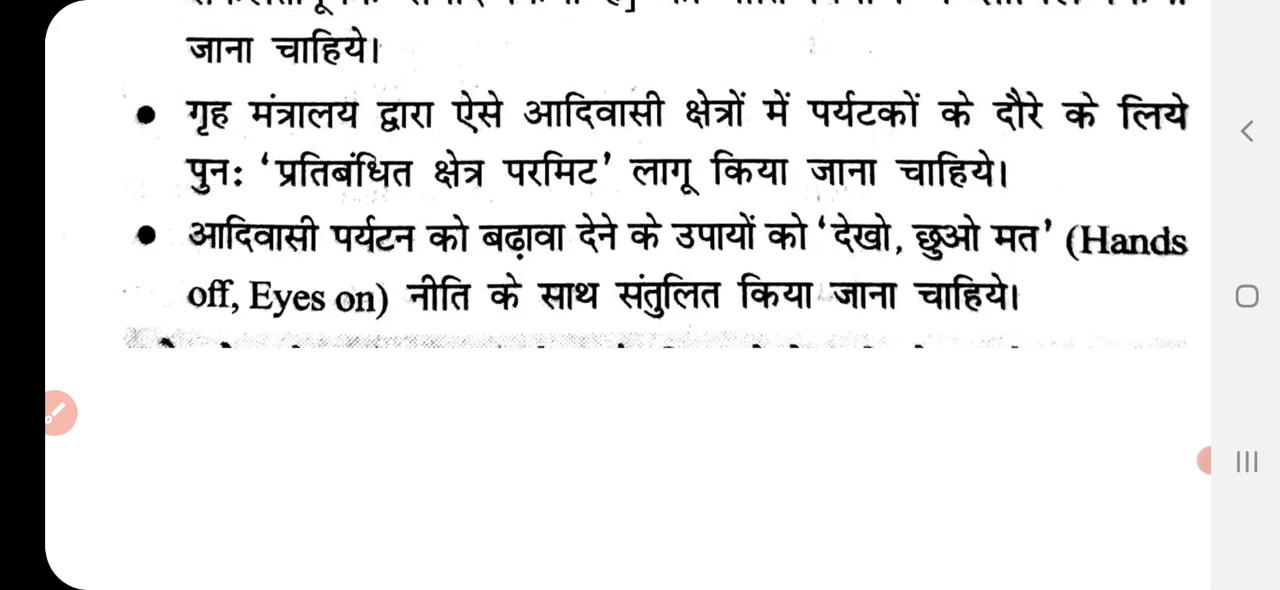 जाना चाहिये।
• गृह मंत्रालय द्वारा ऐसे आदिवासी क्षेत्रों में पर्यटकों के दौरे के लिये
पुनः ‘प्रतिबंधित क्षेत्र परमिट’ लागू किया जाना चाहिये।
• आदिवासी पर्यटन को बढ़ावा देने के उपायों को ‘देखो, छुओ मत’ (Hands
off, Eyes on) नीति के साथ संतुलित किया जाना चाहिये।